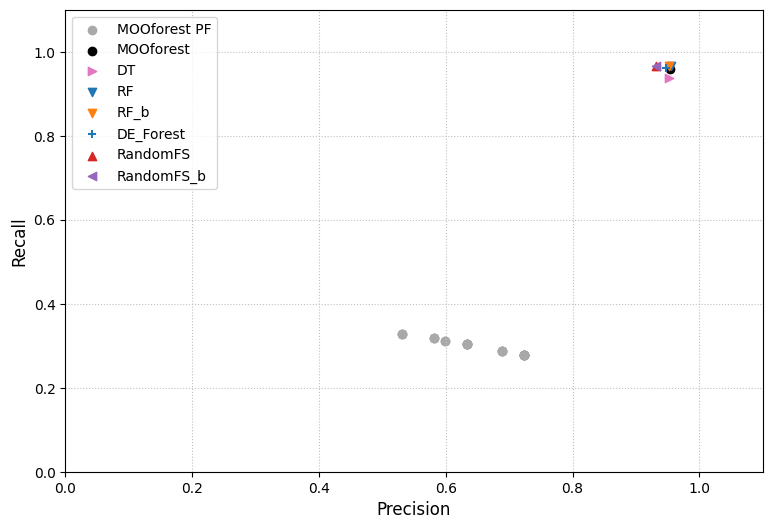 MOOforest PF
MOOforest
DT
RF
RF_b
DE_Forest
RandomFS
RandomFS_b
1.0
0.8
0.6
0.4
0.2
0.0
Recall
0.0 0.2 0.4 0.6 0.8 1.0
Precision